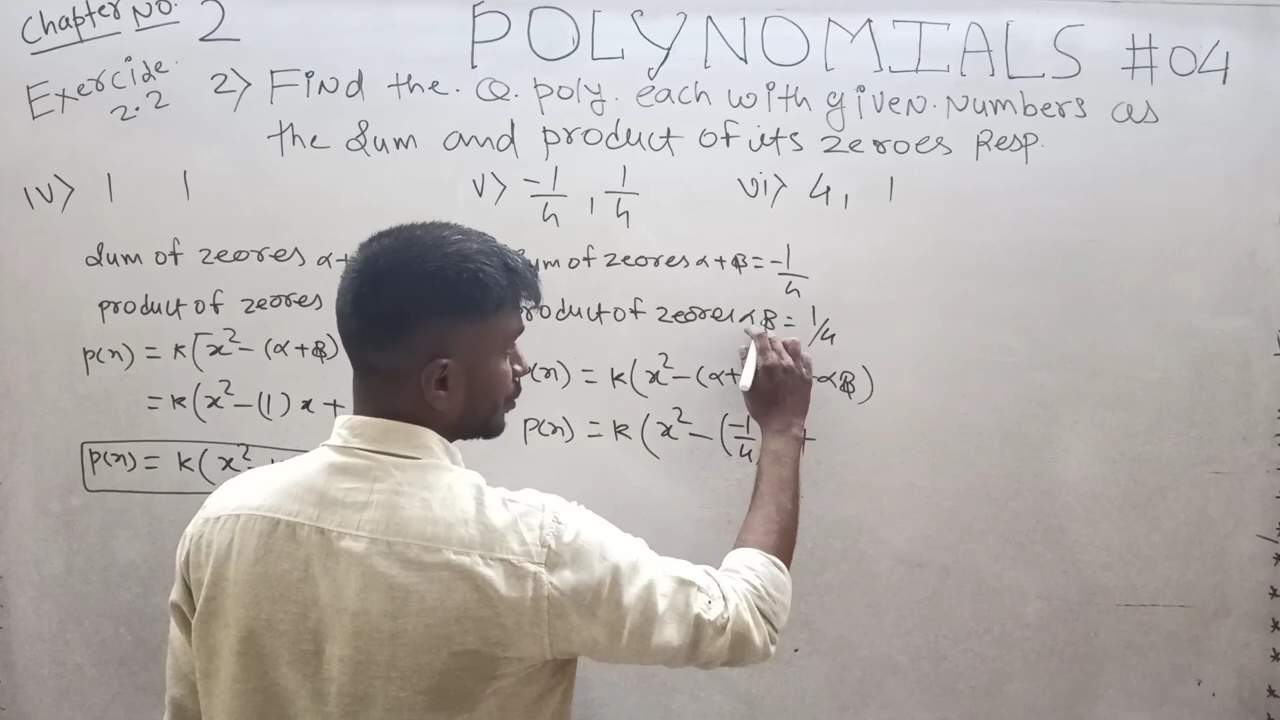 Chapter No. 2
POLYNOMIALS #04
Exercide 2.2
2) Find the Q. poly. each with given. Numbers as
the Sum and product of its zeroes Resp.
iv) 1 1
v) -1/4 , 1/4
vi) 4, 1
Sum of zeores α+
product of zeores
p(x) = k[x² - (α+β)
= k(x² - (1) x +
p(x) = k(x² -
um of zeores α+β = -1/4
roduct of zeores αβ = 1/4
(x) = k(x² - (α+ αβ)
p(x) = k(x² - (-1/4 +